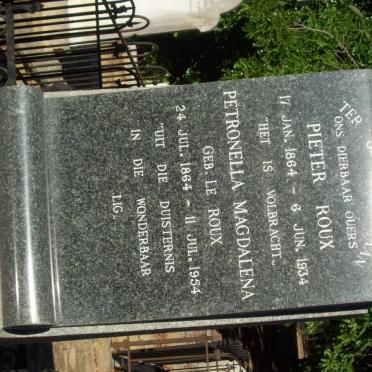 TER
ONS DIERBAAR OUERS
PIETER ROUX
17 JAN. 1864 – 6 JUN. 1934
"HET IS VOLBRACHT"
PETRONELLA MAGDALENA
GEB. LE ROUX
24 JUL. 1864 – 11 JUL. 1954
"UIT DIE DUISTERNIS
IN DIE WONDERBAAR
LIG"